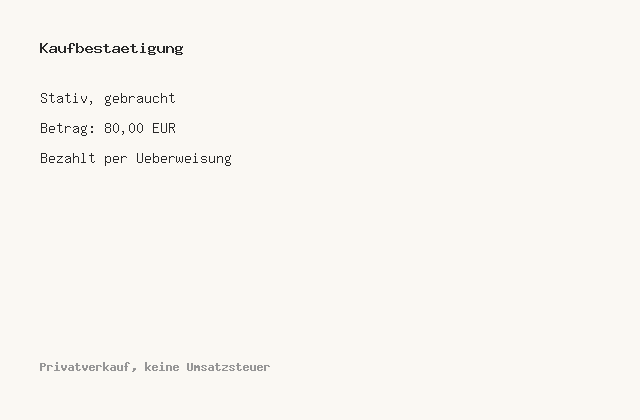 Kaufbestaetigung
Stativ, gebraucht
Betrag: 80,00 EUR
Bezahlt per Ueberweisung
Privatverkauf, keine Umsatzsteuer